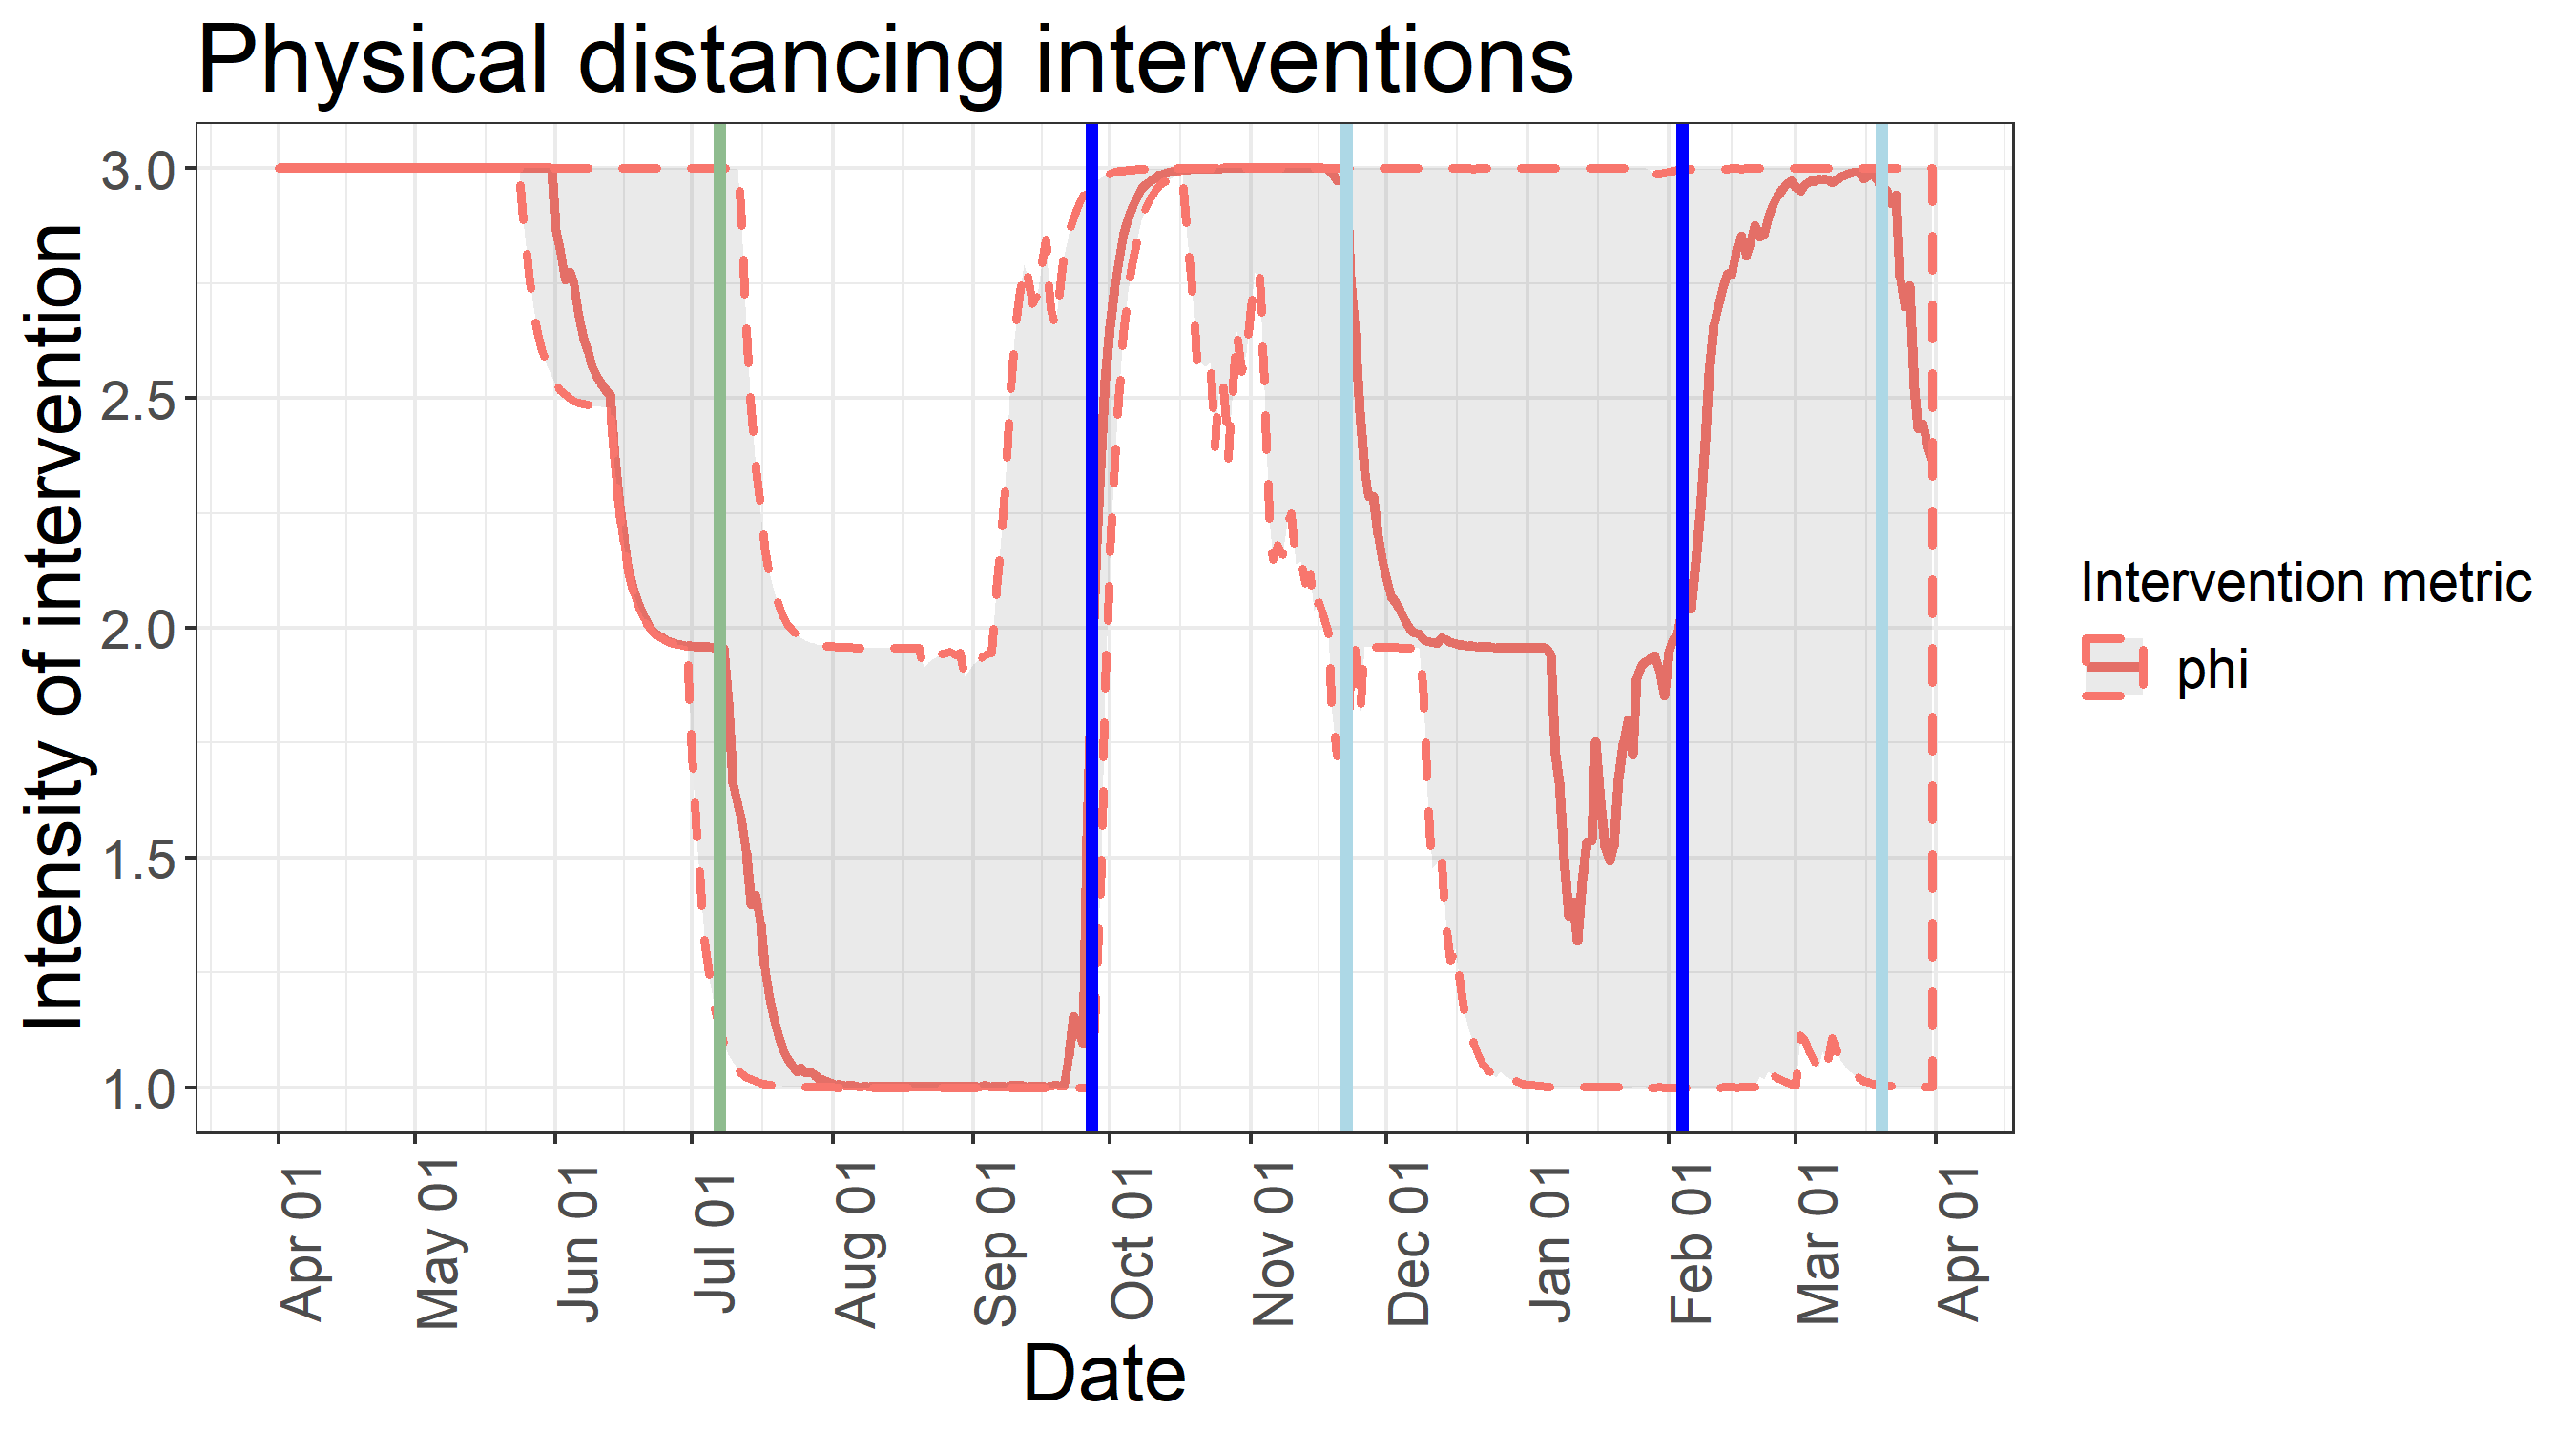 Physical distancing interventions
Intensity of intervention
3.0
2.5
2.0
1.5
1.0
Apr 01
May 01
Jun 01
Jul 01
Aug 01
Sep 01
Oct 01
Nov 01
Dec 01
Jan 01
Feb 01
Mar 01
Apr 01
Date
Intervention metric
phi